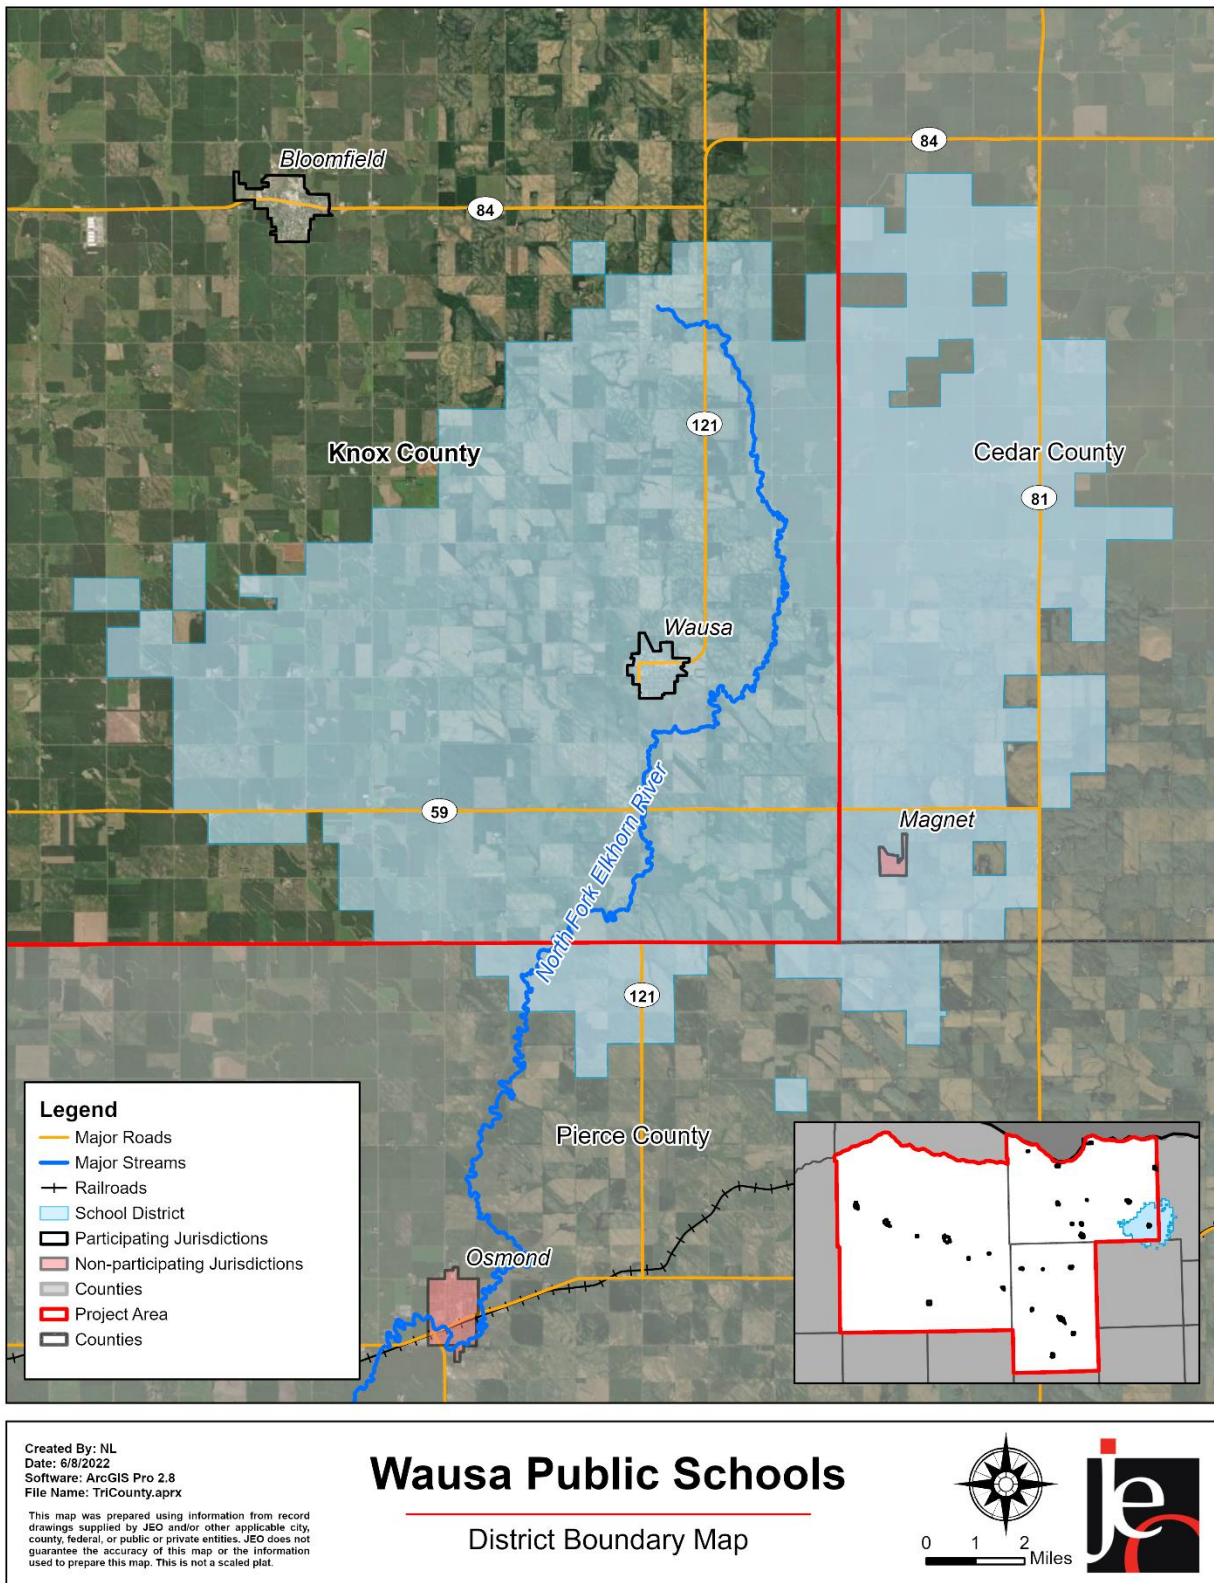 Bloomfield
84
84
121
Knox County
Cedar County
81
Wausa
59
Magnet
North Fork Elkhorn River
121
Pierce County
Osmond
Legend
Major Roads
Major Streams
Railroads
School District
Participating Jurisdictions
Non-participating Jurisdictions
Counties
Project Area
Counties
Created By: NL
Date: 6/8/2022
Software: ArcGIS Pro 2.8
File Name: TriCounty.aprx
This map was prepared using information from record
drawings supplied by JEO and/or other applicable city,
county, federal, or public or private entities. JEO does not
guarantee the accuracy of this map or the information
used to prepare this map. This is not a scaled plat.
Wausa Public Schools
District Boundary Map
0 1 2
Miles
jeo